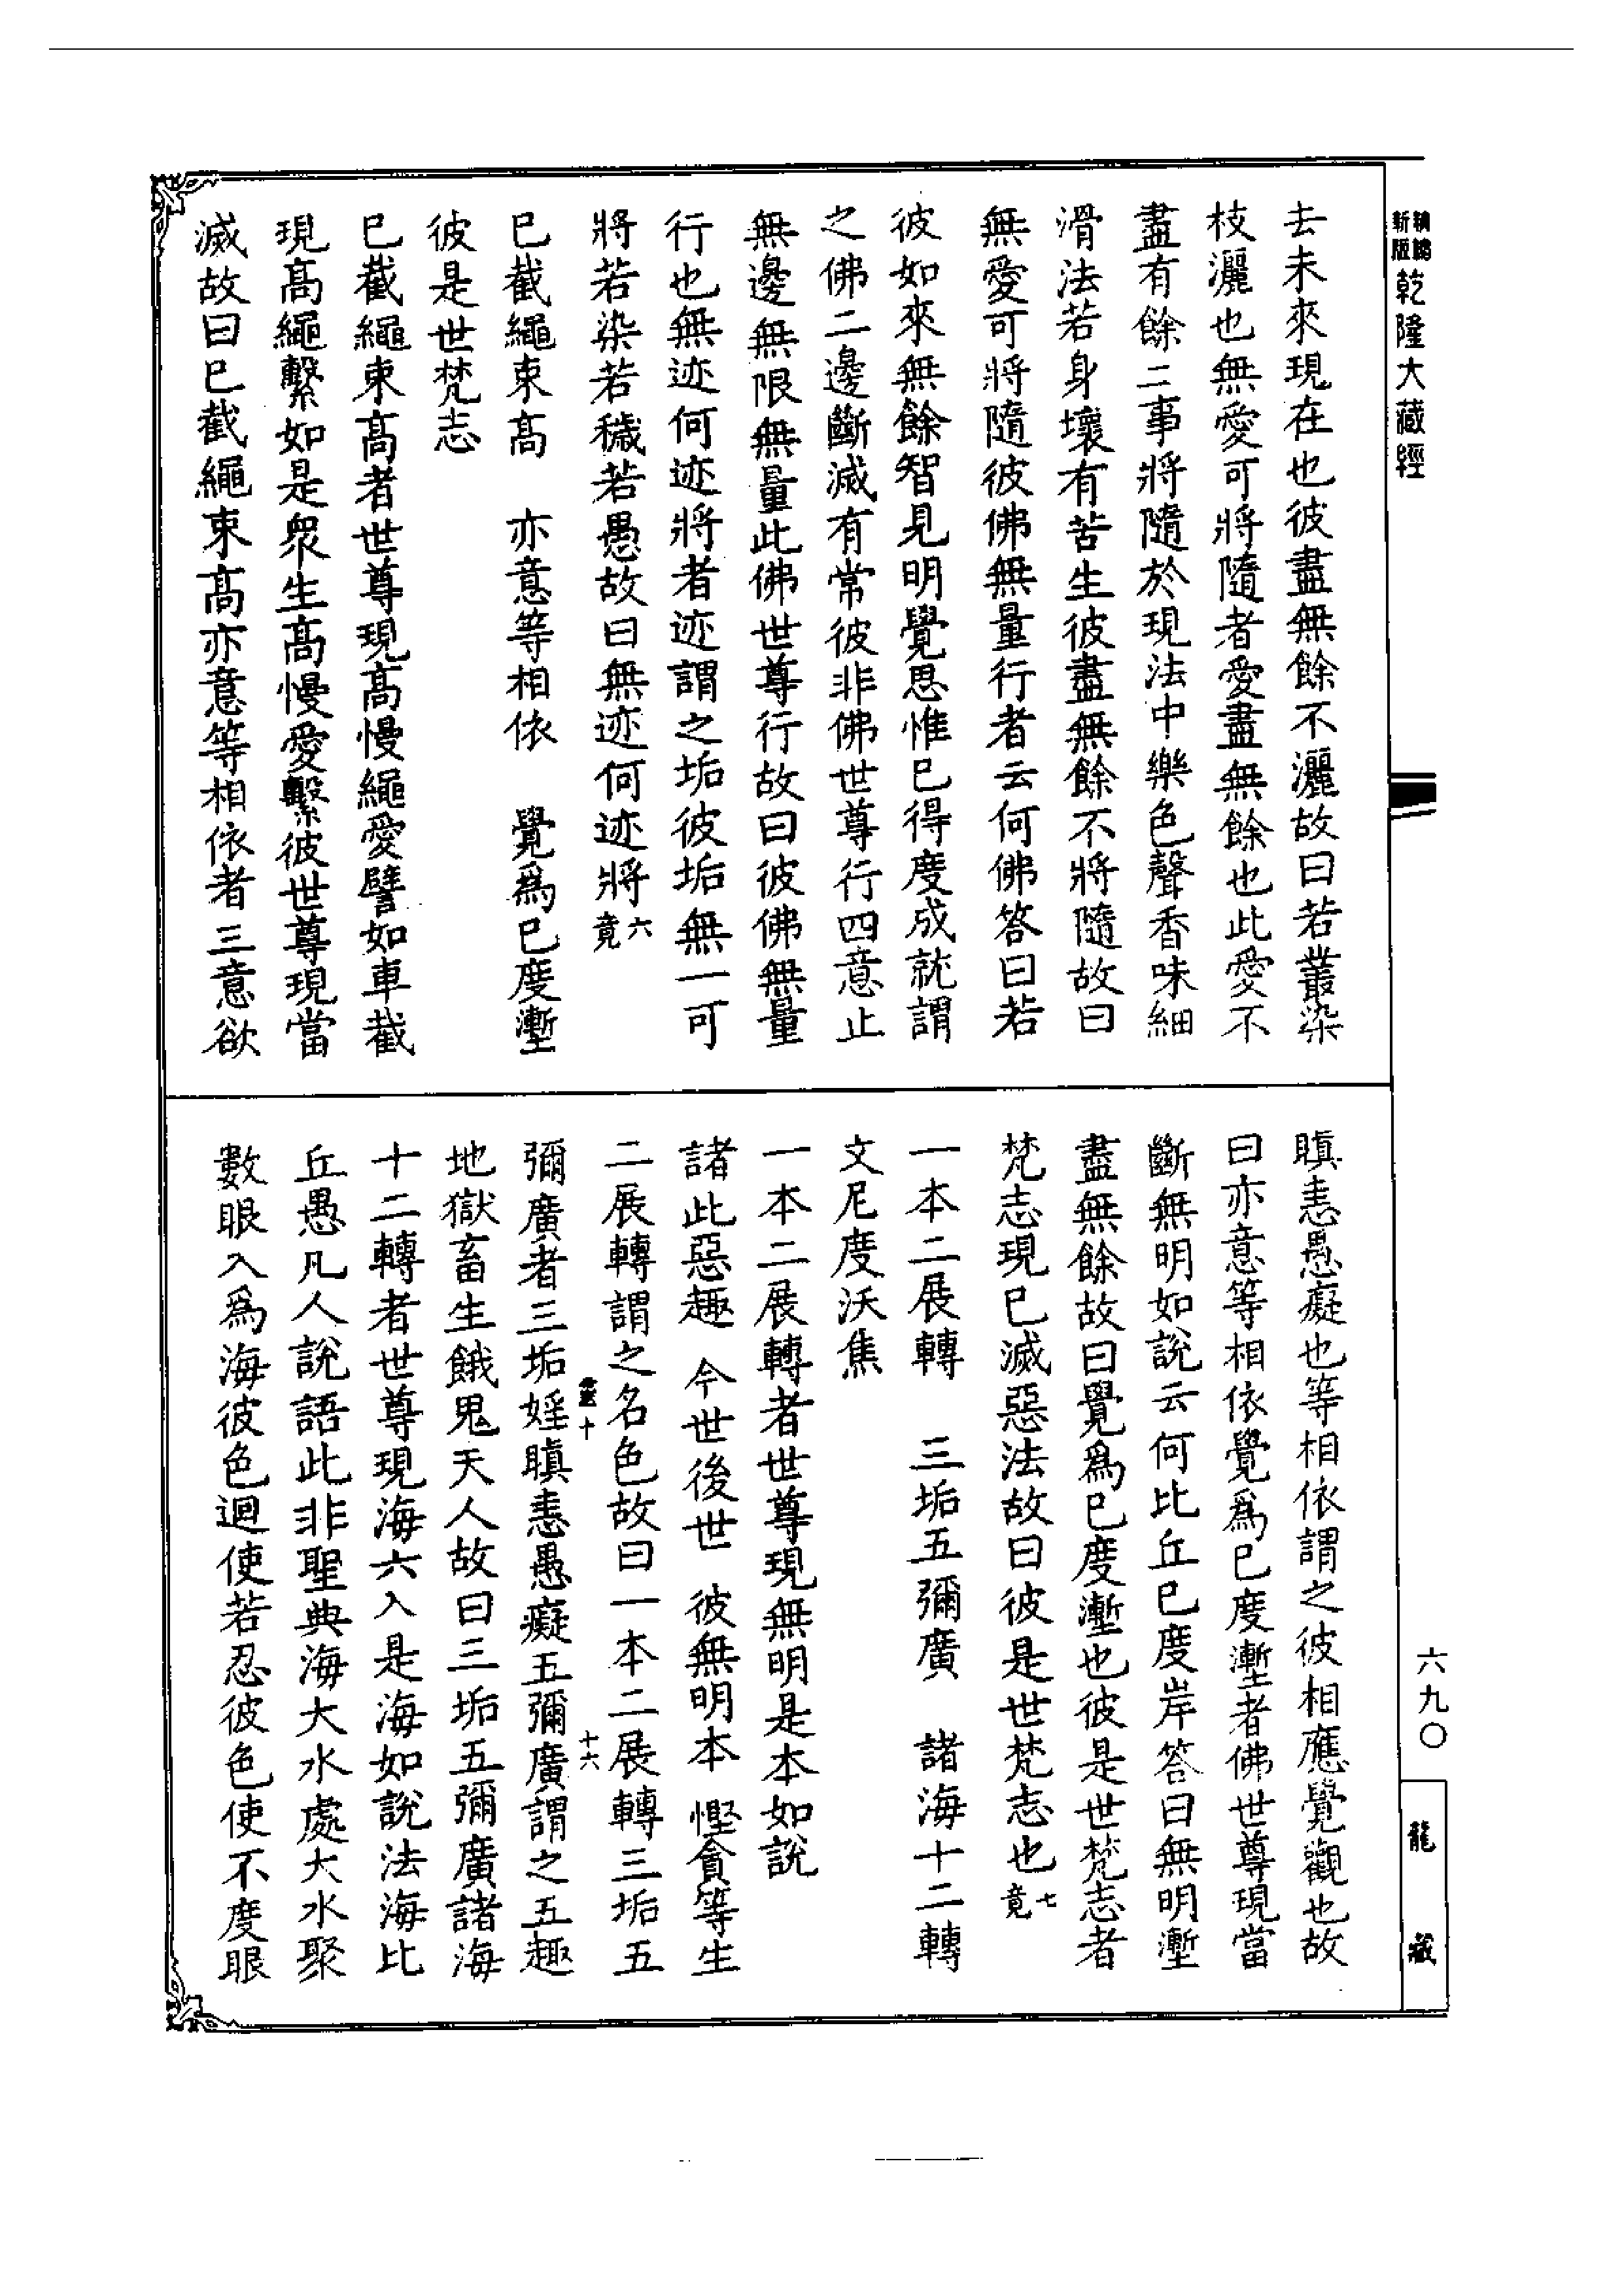 新版
乾隆大藏經
去未來現在也彼盡無餘不灑故曰若叢染
枝灑也無愛可將隨者愛盡無餘也此愛不
盡有餘二事將隨於現法中樂色聲香味細
滑法若身壞有苦生彼盡無餘不將隨故曰
無愛可將隨彼佛無量行者云何佛答曰若
彼如來無餘智見明覺思惟已得度成就謂
之佛二邊斷滅有常彼非佛世尊行四意止
無邊無限無量此佛世尊行故曰彼佛無量
行也無迹何迹將者迹謂之垢彼垢無一可
將若染若穢若愚故曰無迹何迹將六竟
已截繩束高　亦意等相依　覺為已度塹
彼是世梵志
已截繩束高者世尊現高慢繩愛譬如車截
現高繩繫如是眾生高慢愛繫彼世尊現當
滅故曰已截繩束高亦意等相依者三意欲
瞋恚愚癡也等相依謂之彼相應覺觀也故
曰亦意等相依覺為已度塹者佛世尊現當
斷無明如說云何比丘已度岸答曰無明塹
盡無餘故曰覺為已度塹也彼是世梵志者
梵志現已滅惡法故曰彼是世梵志也七竟
一本二展轉　三垢五彌廣　諸海十二轉
文尼度沃焦
一本二展轉者世尊現無明是本如說
諸此惡趣　今世後世　彼無明本　慳貪等生
二展轉謂之名色故曰一本二展轉三垢五
彌廣者三垢婬瞋恚愚癡五彌廣謂之五趣
地獄畜生餓鬼天人故曰三垢五彌廣諸海
十二轉者世尊現海六入是海如說法海比
丘愚凡人說語此非聖典海大水處大水聚
數眼入為海彼色迴使若忍彼色使不度眼
十
十六
六九〇
龍藏